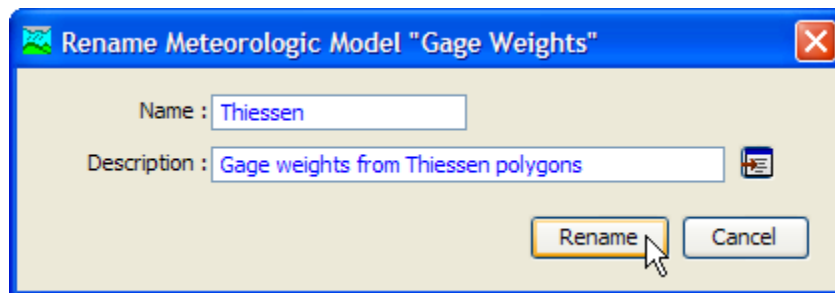 Rename Meteorologic Model "Gage Weights"
Name : Thiessen
Description : Gage weights from Thiessen polygons
Rename Cancel